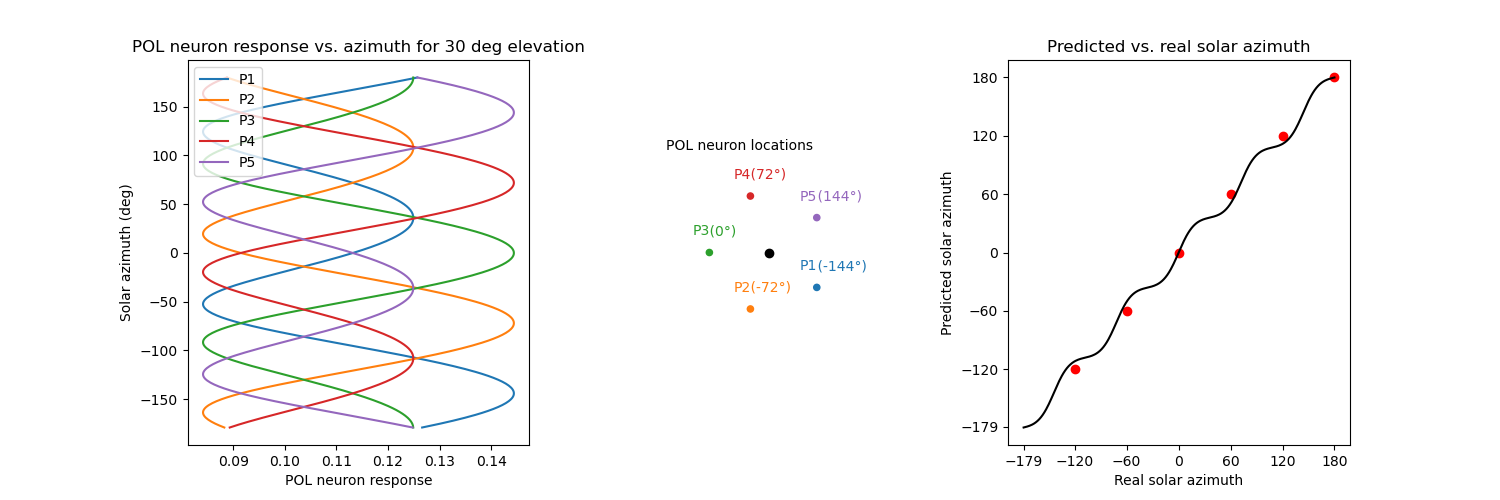 POL neuron response vs. azimuth for 30 deg elevation
P1
P2
P3
P4
P5
150
100
50
0
−50
−100
−150
Solar azimuth (deg)
0.09 0.10 0.11 0.12 0.13 0.14
POL neuron response
POL neuron locations
P4(72°)
P5(144°)
P3(0°)
P1(-144°)
P2(-72°)
Predicted vs. real solar azimuth
180
120
60
0
−60
−120
−179
Predicted solar azimuth
−179 −120 −60 0 60 120 180
Real solar azimuth